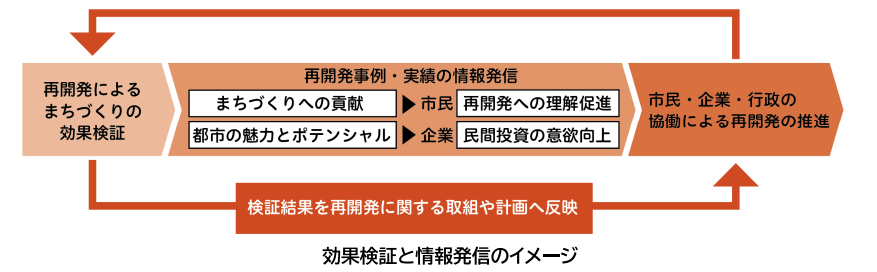 再開発による
まちづくりの
効果検証
再開発事例・実績の情報発信
まちづくりへの貢献 ▶ 市民 再開発への理解促進
都市の魅力とポテンシャル ▶ 企業 民間投資の意欲向上
市民・企業・行政の
協働による再開発の推進
検証結果を再開発に関する取組や計画へ反映
効果検証と情報発信のイメージ